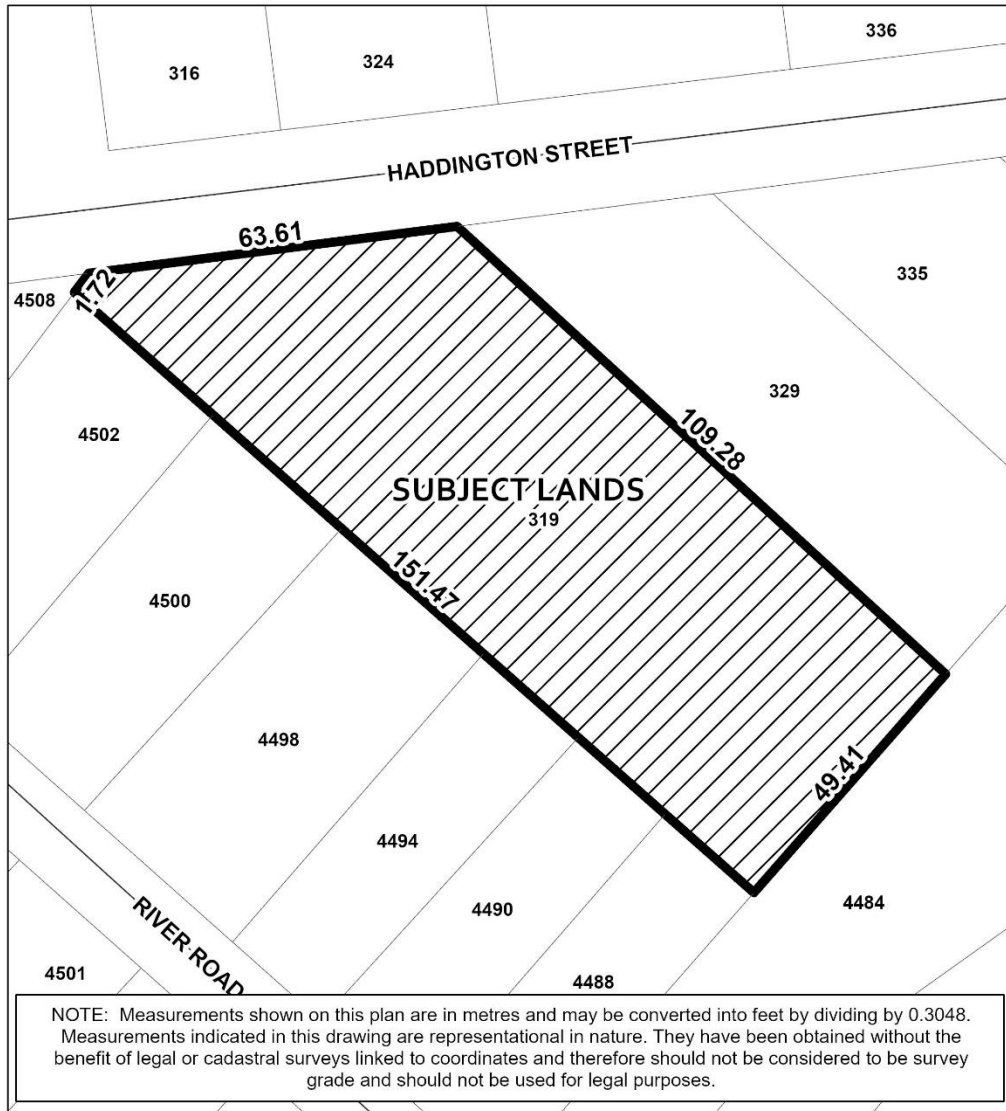 336
324
316
HADDINGTON STREET
63.61
335
1.72
4508
329
4502
109.28
SUBJECT LANDS
319
151.47
4500
4498
49.41
4494
4484
4490
RIVER ROAD
4501
4488
NOTE: Measurements shown on this plan are in metres and may be converted into feet by dividing by 0.3048.
Measurements indicated in this drawing are representational in nature. They have been obtained without the
benefit of legal or cadastral surveys linked to coordinates and therefore should not be considered to be survey
grade and should not be used for legal purposes.